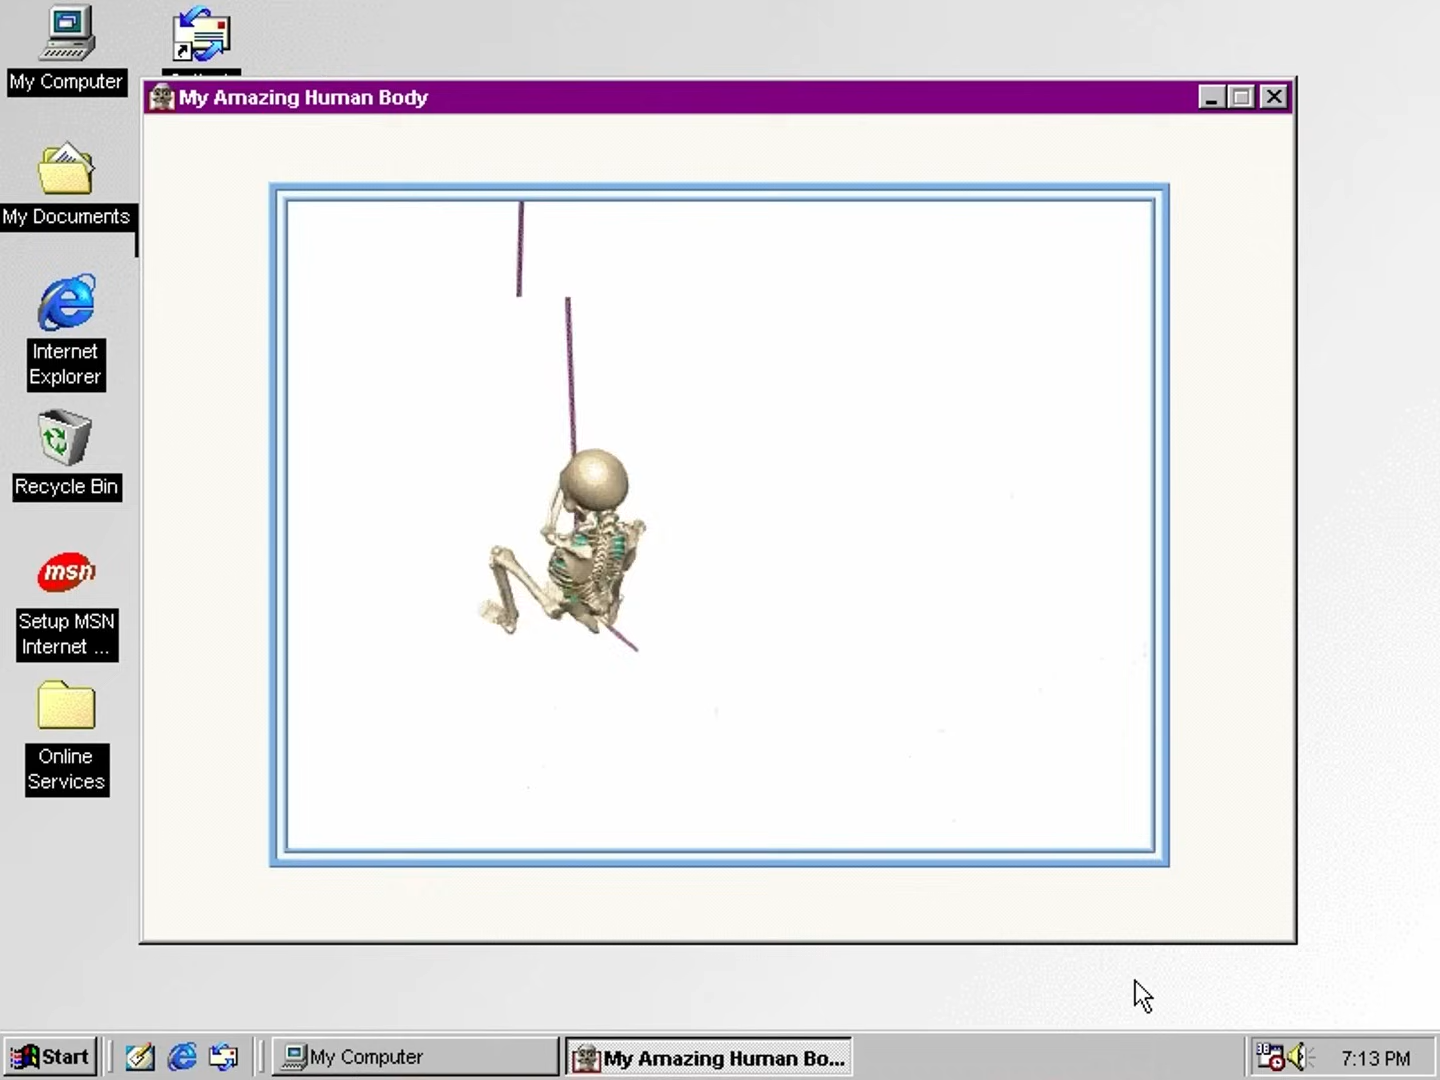 My Computer
My Amazing Human Body
My Documents
Internet
Explorer
Recycle Bin
msn
Setup MSN
Internet ...
Online
Services
Start
My Computer
My Amazing Human Bo...
7:13 PM